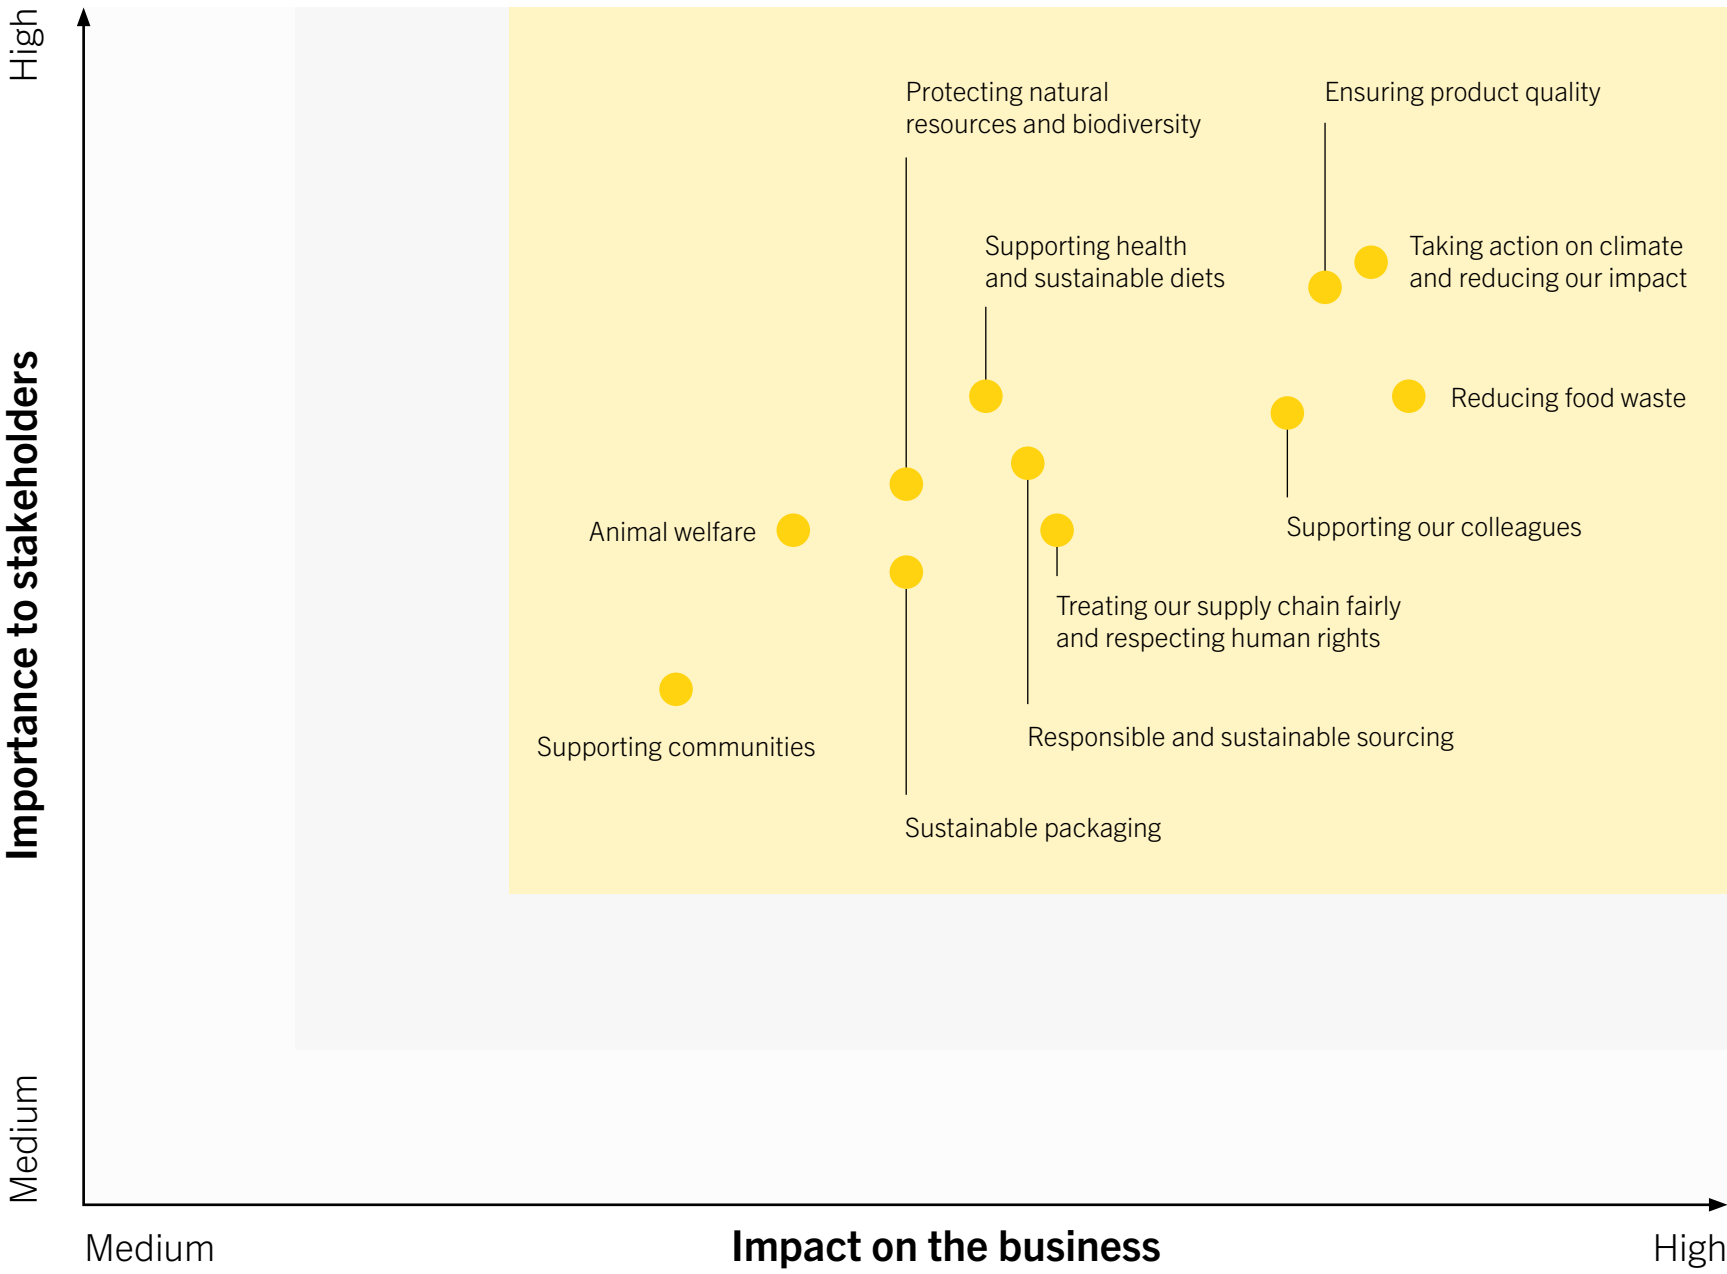 High
Protecting natural
resources and biodiversity
Ensuring product quality
Supporting health
and sustainable diets
Taking action on climate
and reducing our impact
Importance to stakeholders
Reducing food waste
Animal welfare
Supporting our colleagues
Treating our supply chain fairly
and respecting human rights
Supporting communities
Responsible and sustainable sourcing
Sustainable packaging
Medium
Medium
Impact on the business
High